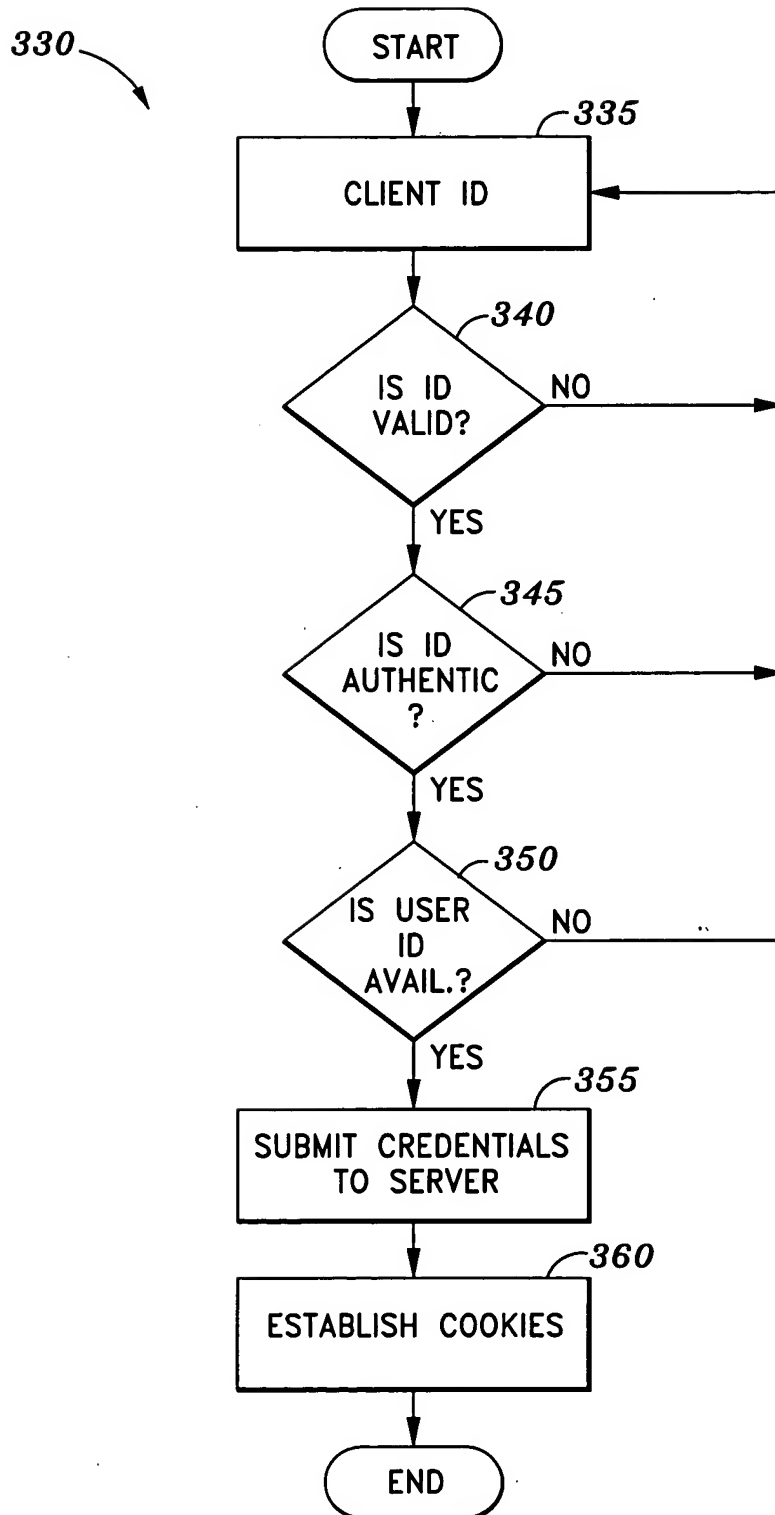 330
START
335
CLIENT ID
340
IS ID
VALID?
NO
YES
345
IS ID
AUTHENTIC
?
NO
YES
350
IS USER
ID
AVAIL.?
NO
YES
355
SUBMIT CREDENTIALS
TO SERVER
360
ESTABLISH COOKIES
END